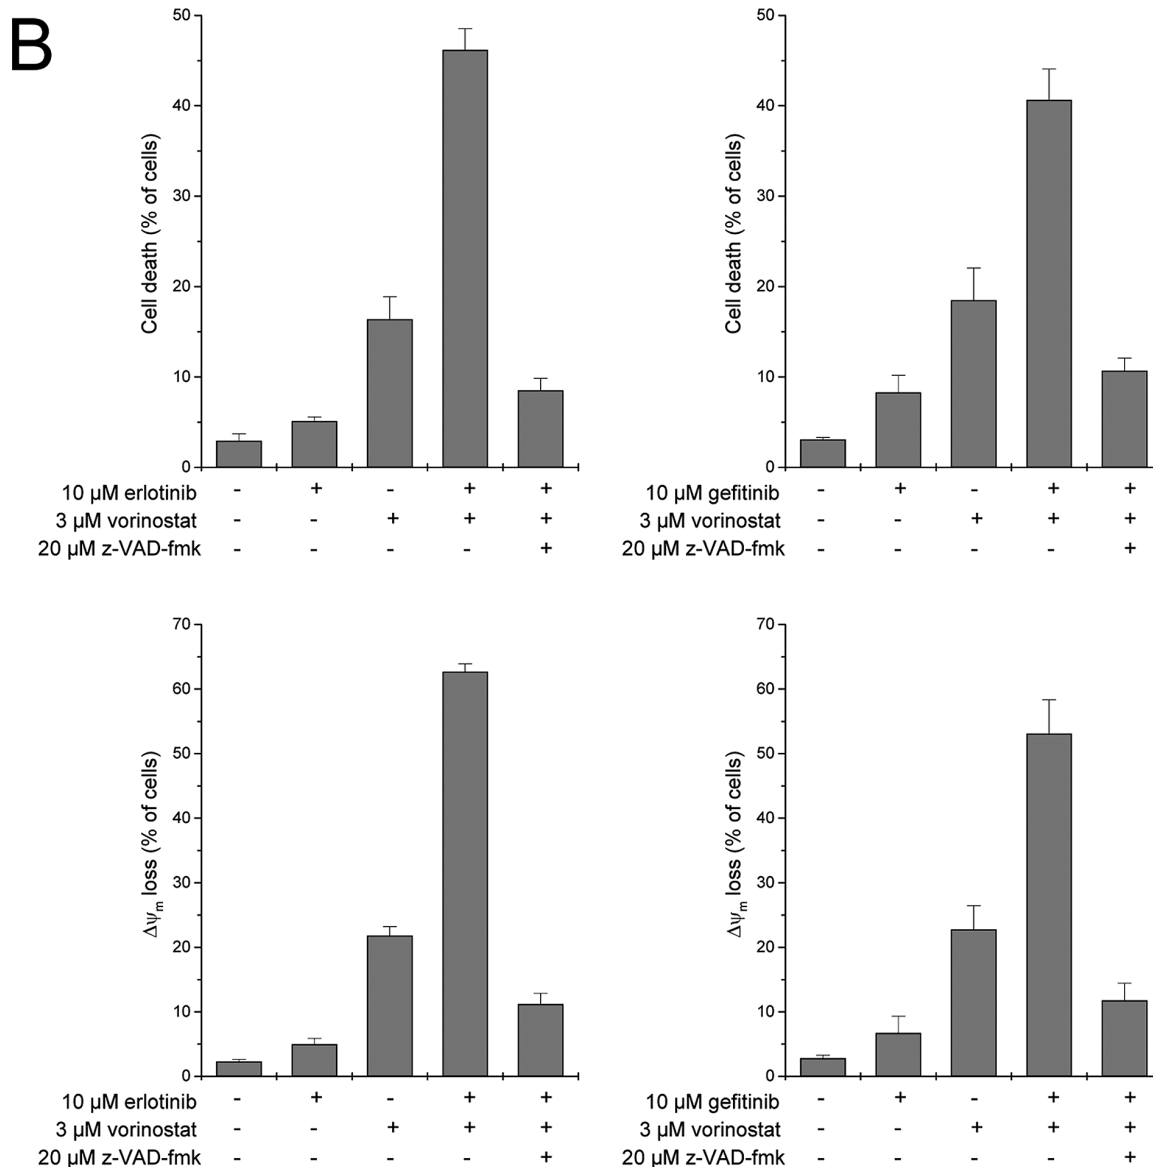 B
50
40
30
20
10
0
Cell death (% of cells)
10 µM erlotinib - + - + +
3 µM vorinostat - - + + +
20 µM z-VAD-fmk - - - - +
50
40
30
20
10
0
Cell death (% of cells)
10 µM gefitinib - + - + +
3 µM vorinostat - - + + +
20 µM z-VAD-fmk - - - - +
70
60
50
40
30
20
10
0
Δψm loss (% of cells)
10 µM erlotinib - + - + +
3 µM vorinostat - - + + +
20 µM z-VAD-fmk - - - - +
70
60
50
40
30
20
10
0
Δψm loss (% of cells)
10 µM gefitinib - + - + +
3 µM vorinostat - - + + +
20 µM z-VAD-fmk - - - - +